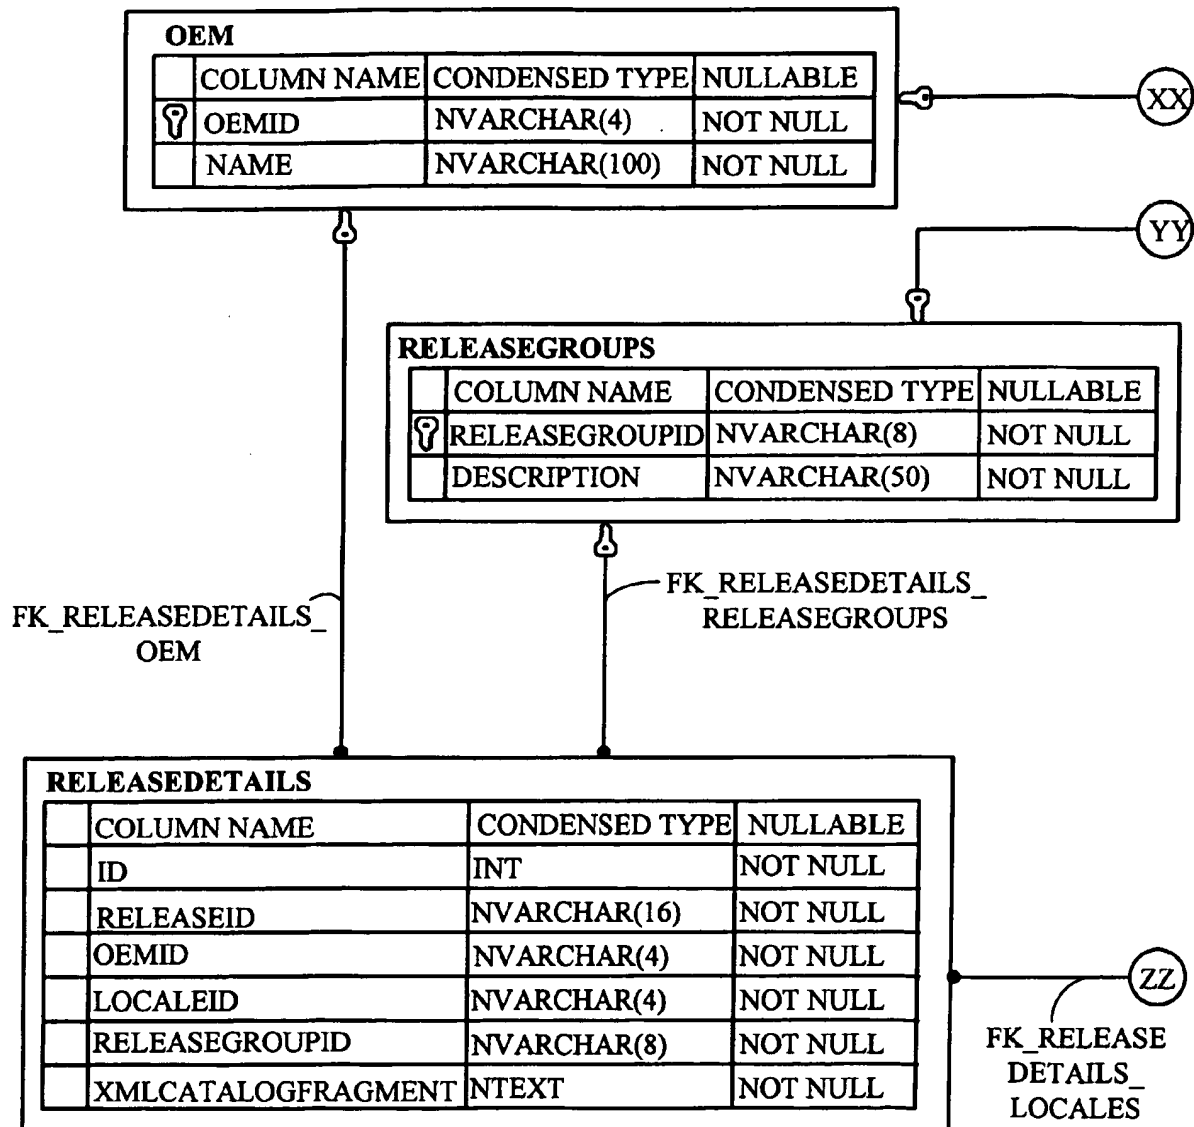 OEM
COLUMN NAME CONDENSED TYPE NULLABLE
OEMID NVARCHAR(4) NOT NULL
NAME NVARCHAR(100) NOT NULL
XX
YY
RELEASEGROUPS
COLUMN NAME CONDENSED TYPE NULLABLE
RELEASEGROUPID NVARCHAR(8) NOT NULL
DESCRIPTION NVARCHAR(50) NOT NULL
FK_RELEASEDETAILS_
OEM
FK_RELEASEDETAILS_
RELEASEGROUPS
RELEASEDETAILS
COLUMN NAME CONDENSED TYPE NULLABLE
ID INT NOT NULL
RELEASEID NVARCHAR(16) NOT NULL
OEMID NVARCHAR(4) NOT NULL
LOCALEID NVARCHAR(4) NOT NULL
RELEASEGROUPID NVARCHAR(8) NOT NULL
XMLCATALOGFRAGMENT NTEXT NOT NULL
ZZ
FK_RELEASE
DETAILS_
LOCALES